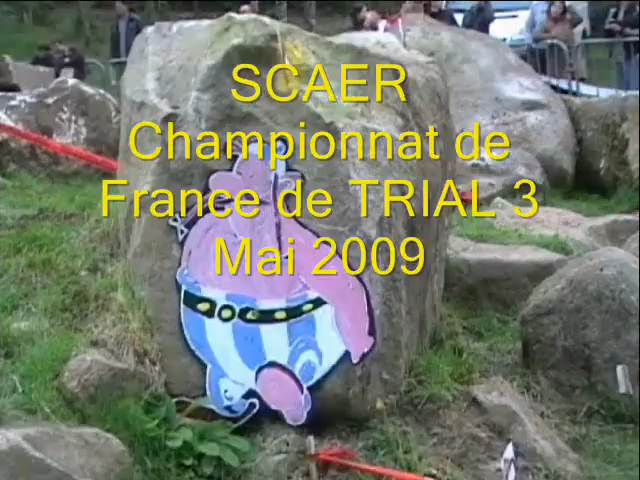 SCAER
Championnat de
France de TRIAL 3
Mai 2009